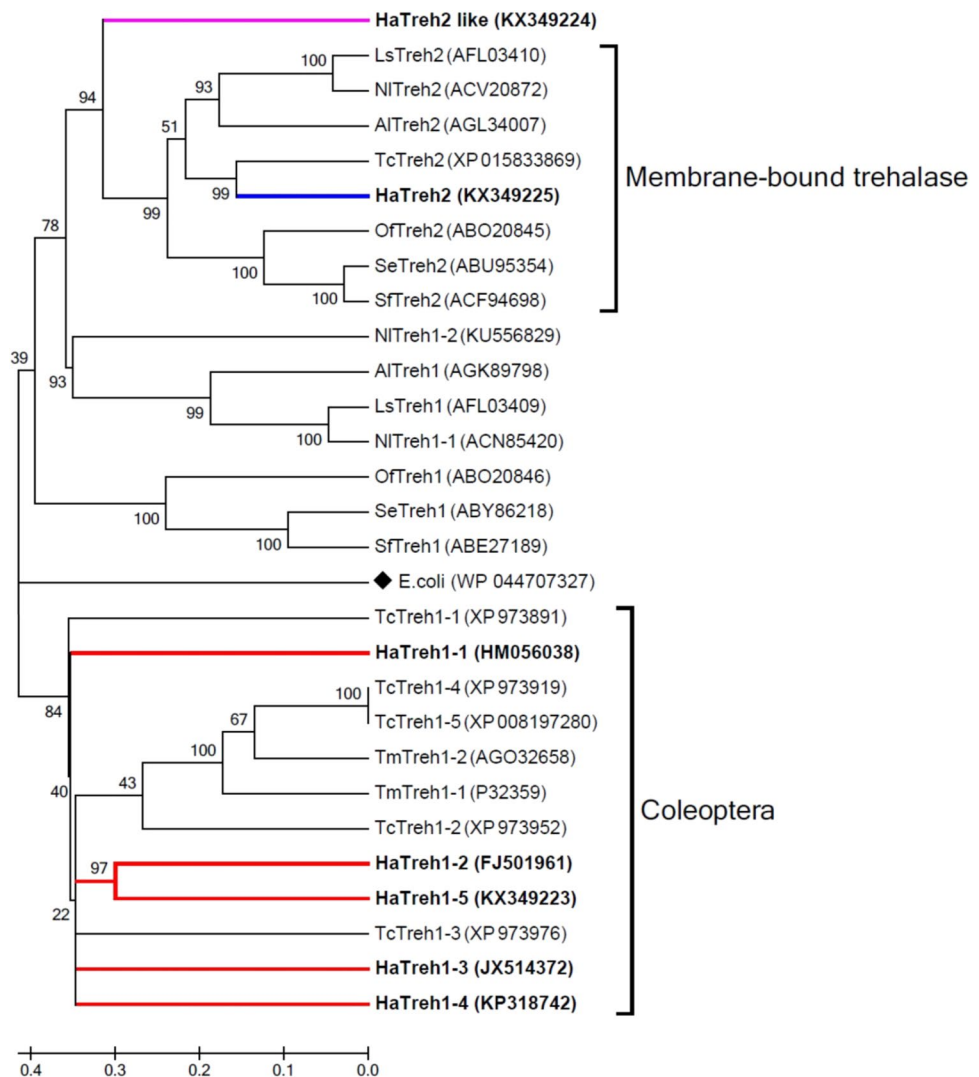 HaTreh2 like (KX349224)
LsTreh2 (AFL03410)
100
NlTreh2 (ACV20872)
93
94
AlTreh2 (AGL34007)
51
TcTreh2 (XP 015833869)
Membrane-bound trehalase
99
HaTreh2 (KX349225)
99
78
OfTreh2 (ABO20845)
100
SeTreh2 (ABU95354)
100
SfTreh2 (ACF94698)
NlTreh1-2 (KU556829)
39
93
AlTreh1 (AGK89798)
99
LsTreh1 (AFL03409)
100
NlTreh1-1 (ACN85420)
OfTreh1 (ABO20846)
100
SeTreh1 (ABY86218)
100
SfTreh1 (ABE27189)
◆ E.coli (WP 044707327)
TcTreh1-1 (XP 973891)
HaTreh1-1 (HM056038)
84
TcTreh1-4 (XP 973919)
100
TcTreh1-5 (XP 008197280)
67
TmTreh1-2 (AGO32658)
100
TmTreh1-1 (P32359)
43
40
Coleoptera
TcTreh1-2 (XP 973952)
HaTreh1-2 (FJ501961)
97
HaTreh1-5 (KX349223)
22
TcTreh1-3 (XP 973976)
HaTreh1-3 (JX514372)
HaTreh1-4 (KP318742)
0.4 0.3 0.2 0.1 0.0